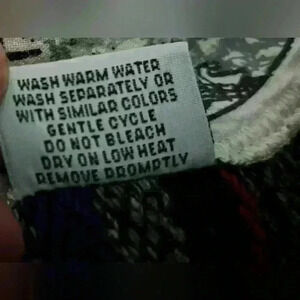 WASH WARM WATER
WASH SEPARATELY OR
WITH SIMILAR COLORS
GENTLE CYCLE
DO NOT BLEACH
DRY ON LOW HEAT
REMOVE PROMPTLY